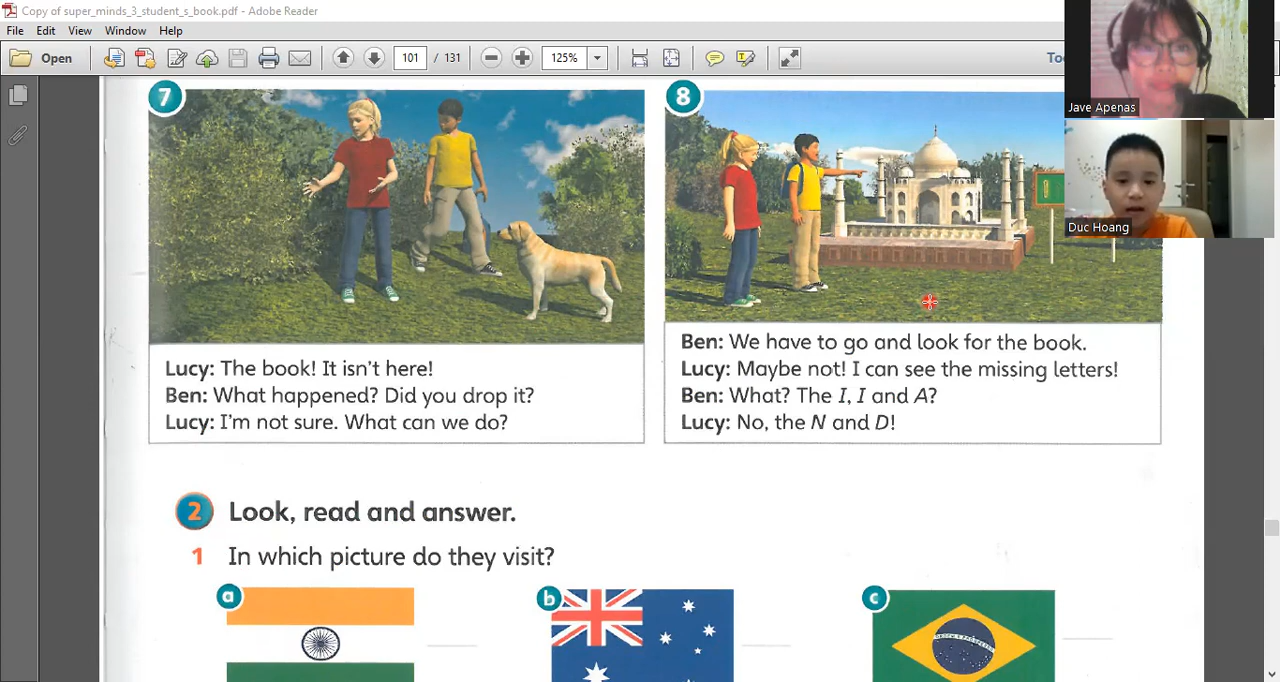 Copy of super_minds_3_student_s_book.pdf - Adobe Reader
File Edit View Window Help
Open 101 / 131 125%
Jave Apenas
Duc Hoang
7
8
Lucy: The book! It isn't here!
Ben: What happened? Did you drop it?
Lucy: I'm not sure. What can we do?
Ben: We have to go and look for the book.
Lucy: Maybe not! I can see the missing letters!
Ben: What? The I, I and A?
Lucy: No, the N and D!
2 Look, read and answer.
1 In which picture do they visit?
a
b
c